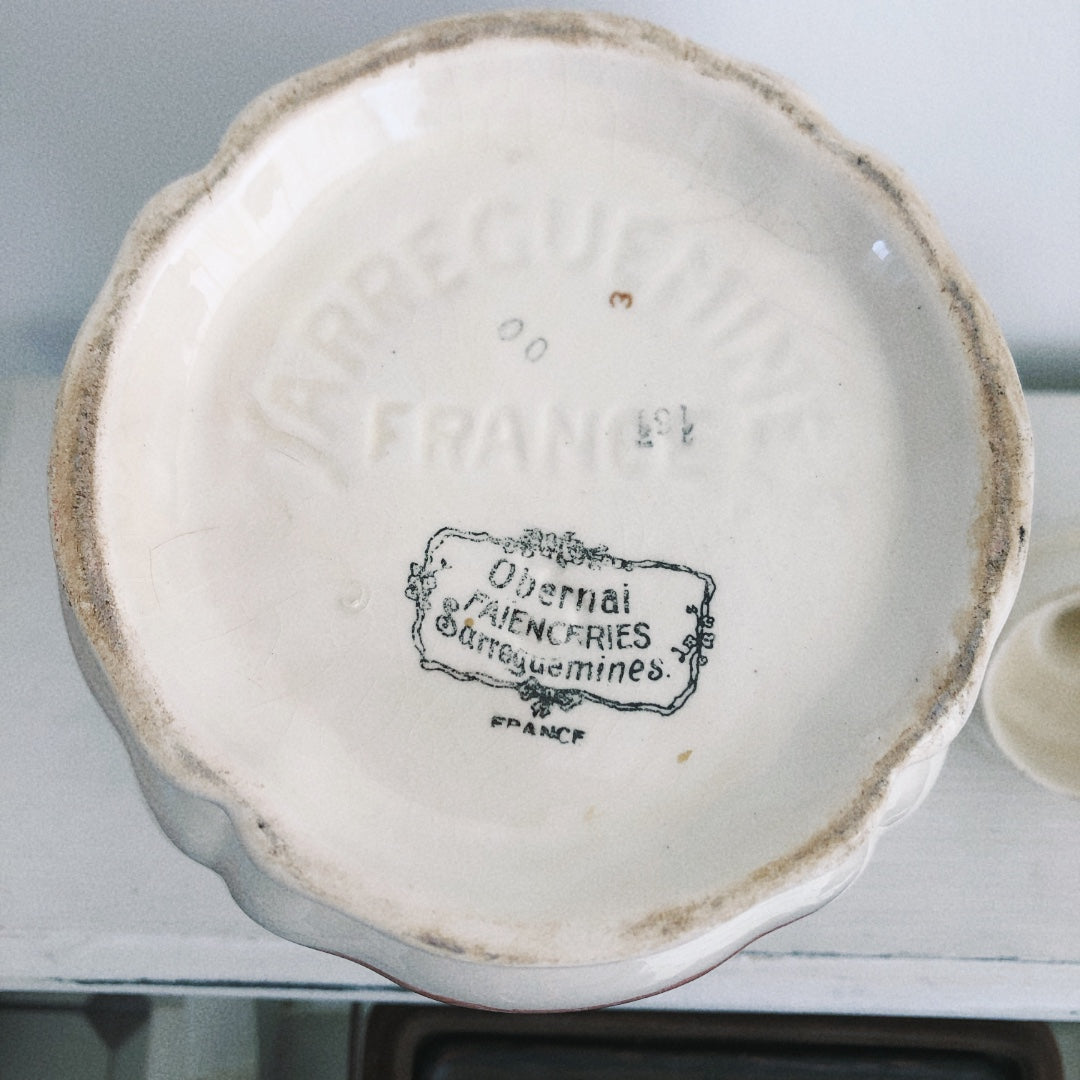 SARREGUEMINES
3
00
FRANCE
Obernai
FAIENCERIES
Sarreguemines.
FRANCE